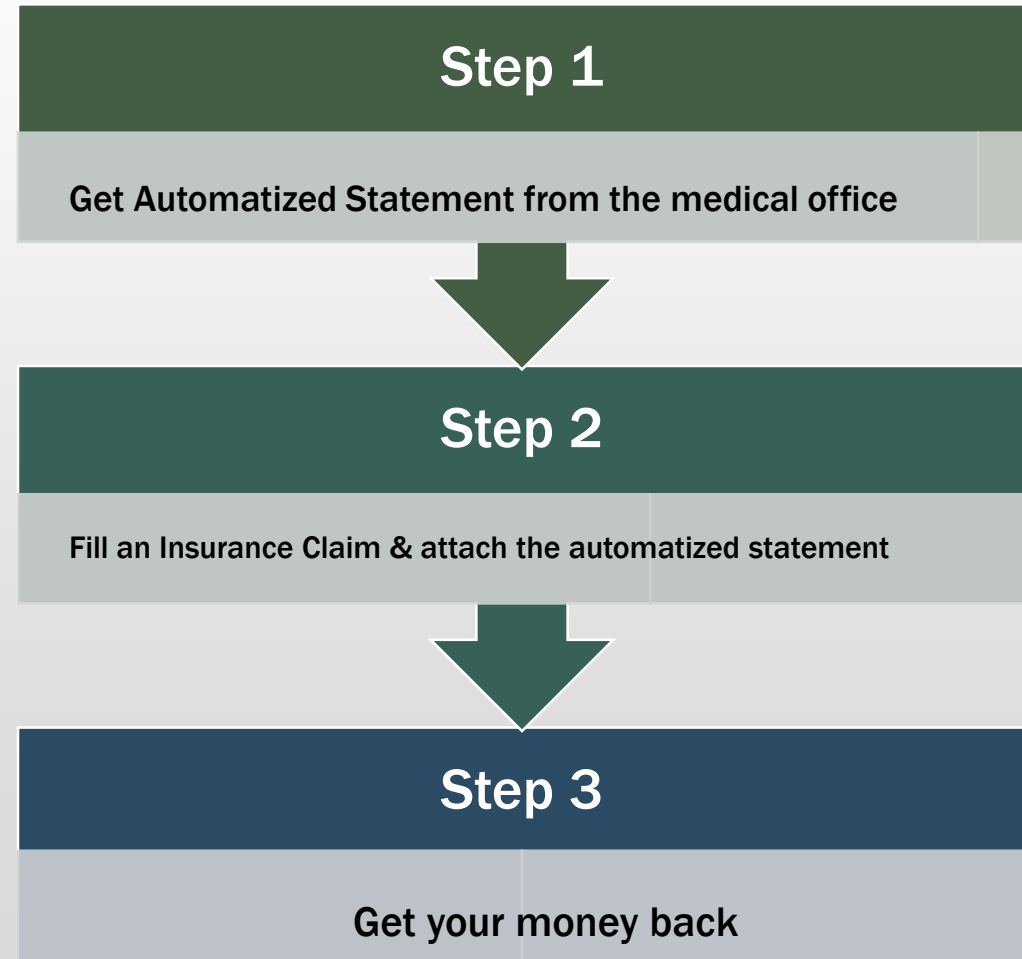 Step 1
Get Automatized Statement from the medical office
Step 2
Fill an Insurance Claim & attach the automatized statement
Step 3
Get your money back